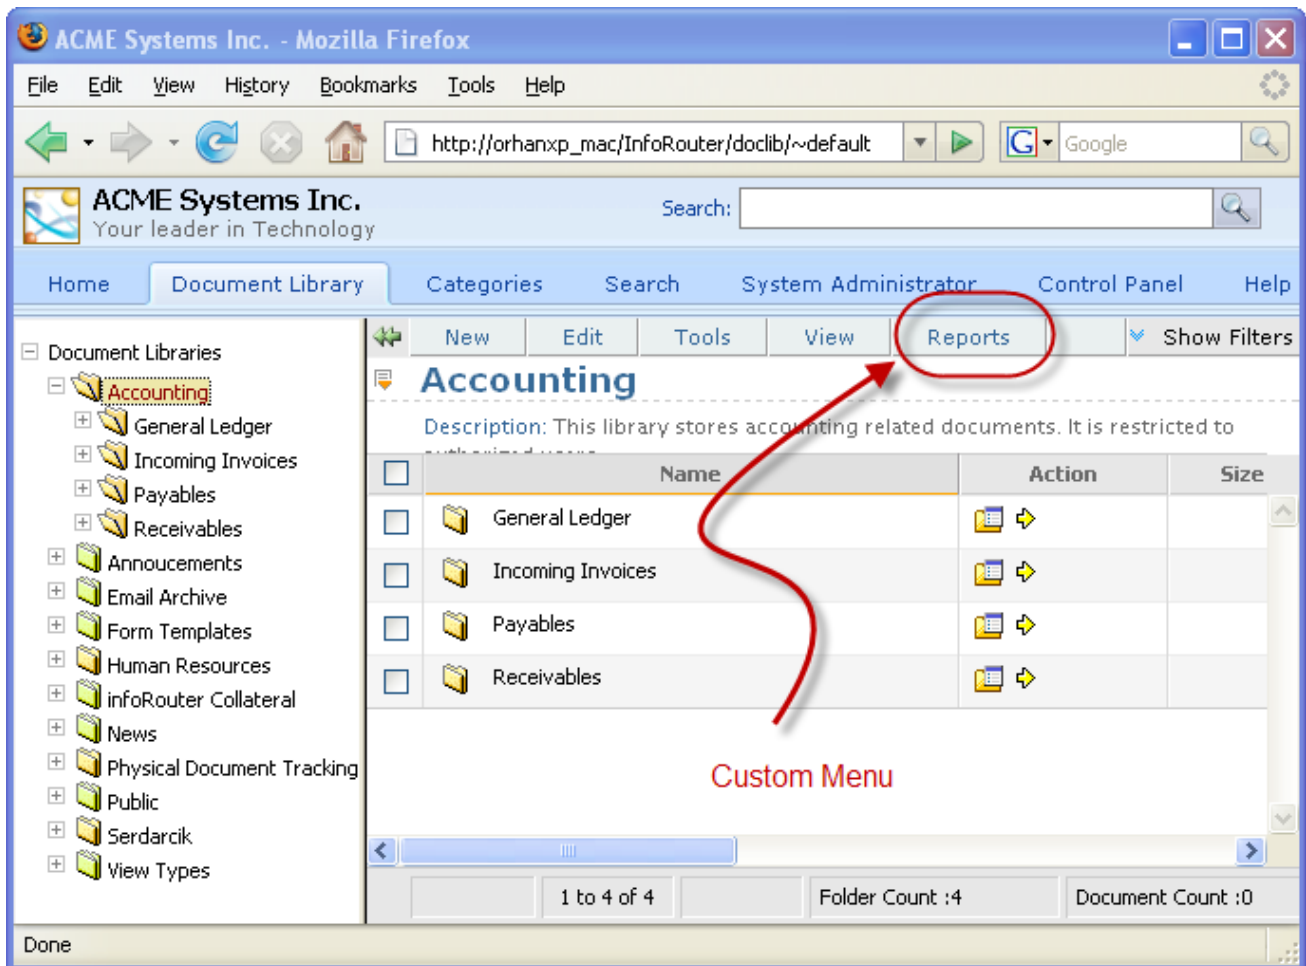 ACME Systems Inc. - Mozilla Firefox
File Edit View History Bookmarks Tools Help
http://orhanxp_mac/InfoRouter/doclib/~default G Google
ACME Systems Inc.
Your leader in Technology
Search:
Home Document Library Categories Search System Administrator Control Panel Help
New Edit Tools View Reports Show Filters
Document Libraries
Accounting
General Ledger
Incoming Invoices
Payables
Receivables
Annoucements
Email Archive
Form Templates
Human Resources
infoRouter Collateral
News
Physical Document Tracking
Public
Serdarcik
View Types
Accounting
Description: This library stores accounting related documents. It is restricted to
Name Action Size
General Ledger
Incoming Invoices
Payables
Receivables
Custom Menu
1 to 4 of 4 Folder Count :4 Document Count :0
Done